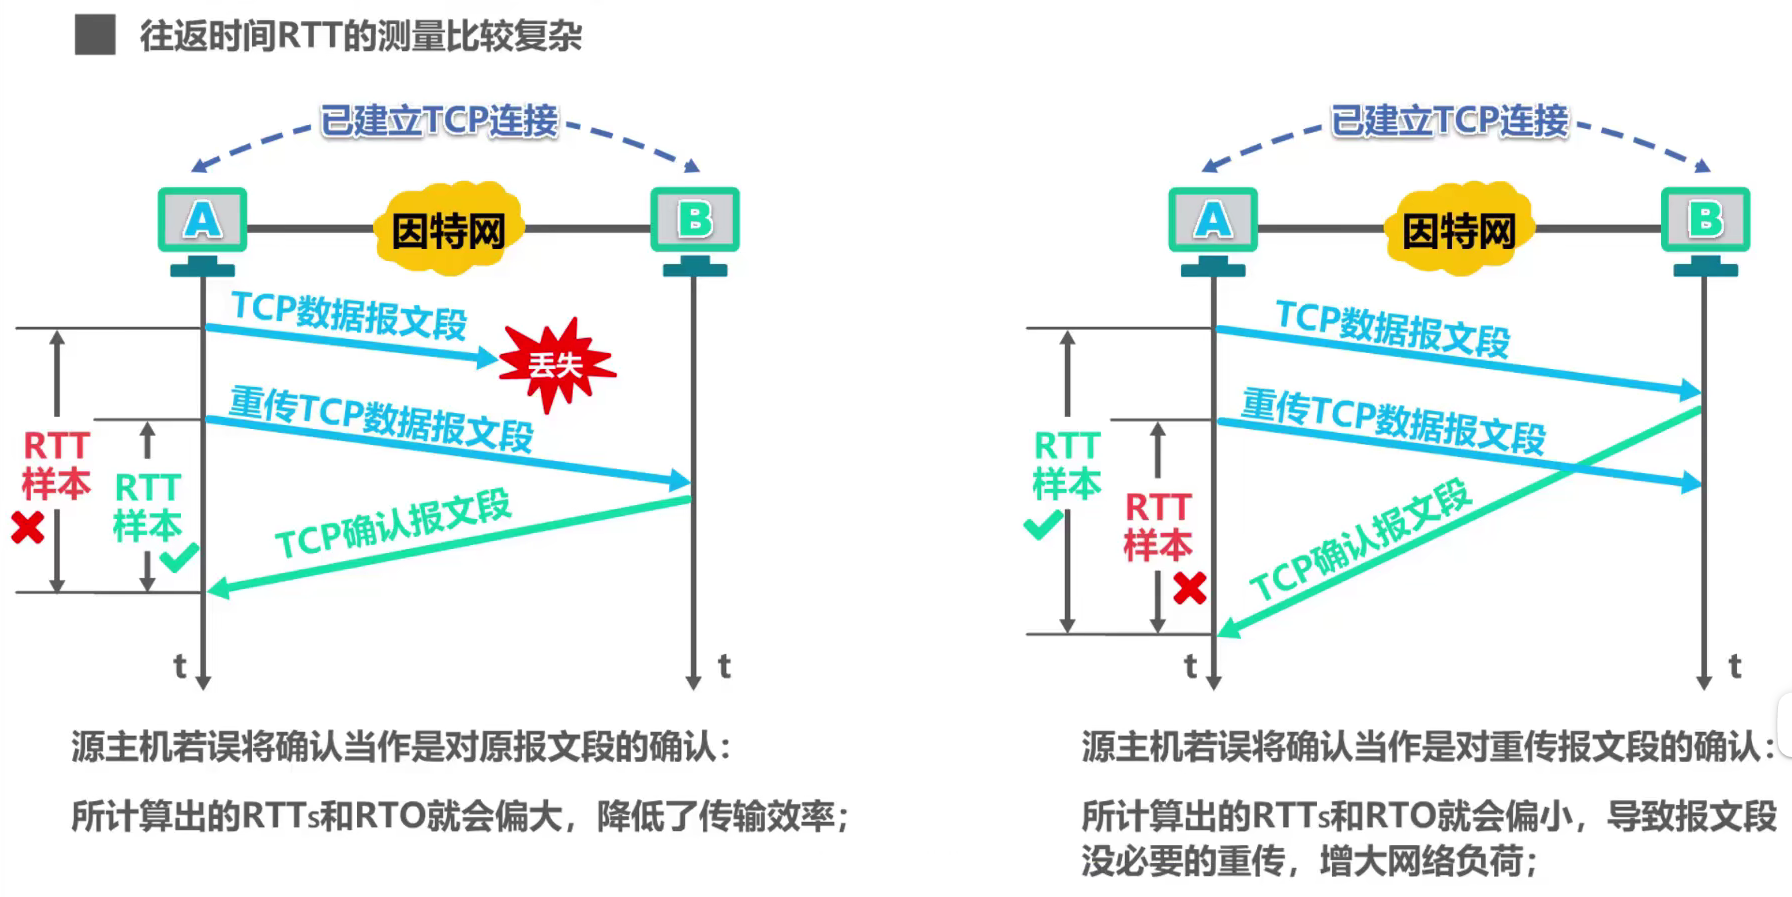 往返时间RTT的测量比较复杂
已建立TCP连接
A
因特网
B
TCP数据报文段
丢失
重传TCP数据报文段
RTT
样本
RTT
样本
TCP确认报文段
t
t
源主机若误将确认当作是对原报文段的确认：
所计算出的RTTs和RTO就会偏大，降低了传输效率；
已建立TCP连接
A
因特网
B
TCP数据报文段
重传TCP数据报文段
RTT
样本
RTT
样本
TCP确认报文段
t
t
源主机若误将确认当作是对重传报文段的确认：
所计算出的RTTs和RTO就会偏小，导致报文段
没必要的重传，增大网络负荷；